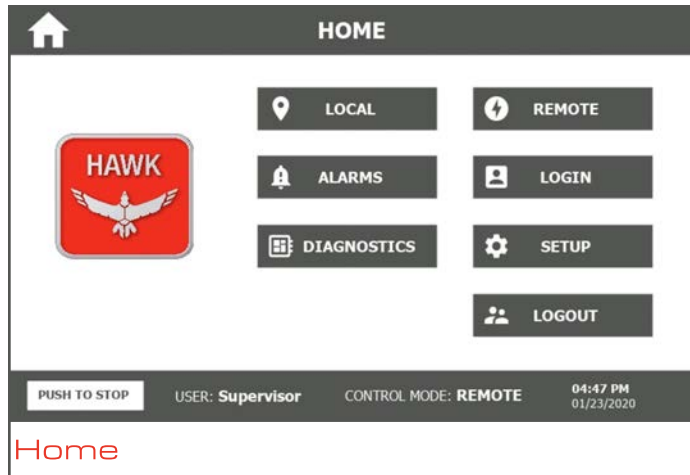 HOME
LOCAL
REMOTE
HAWK
ALARMS
LOGIN
DIAGNOSTICS
SETUP
LOGOUT
PUSH TO STOP
USER: Supervisor
CONTROL MODE: REMOTE
04:47 PM
01/23/2020
Home